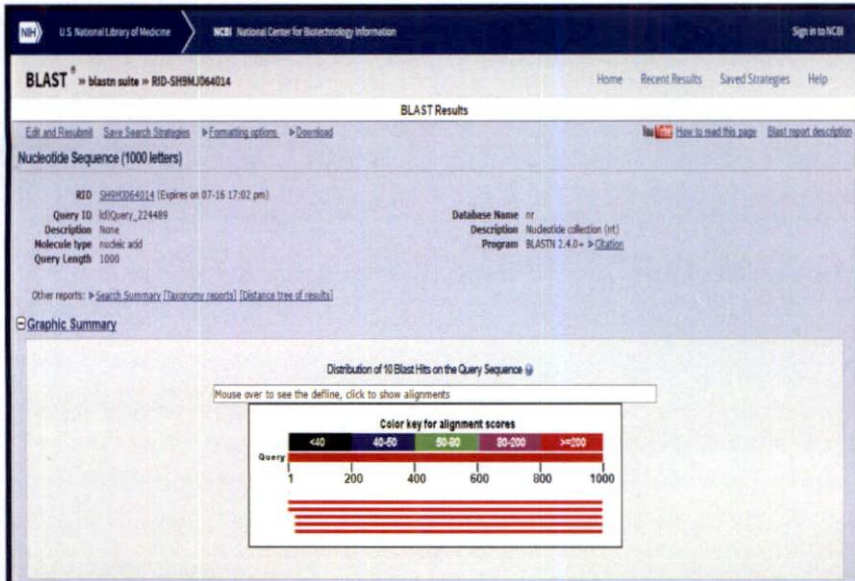 NIH U.S. National Library of Medicine NCBI National Center for Biotechnology Information Sign in to NCBI
BLAST ® » blastn suite » RID-SH9MJ064014 Home Recent Results Saved Strategies Help
BLAST Results
Edit and Resubmit Save Search Strategies ▶Formatting options ▶Download You Tube How to read this page Blast report description
Nucleotide Sequence (1000 letters)
RID SH9MJ064014 (Expires on 07-16 17:02 pm)
Query ID lcl|Query_224489
Description None
Molecule type nucleic acid
Query Length 1000
Database Name nr
Description Nucleotide collection (nt)
Program BLASTN 2.4.0+ ▶Citation
Other reports: ▶Search Summary [Taxonomy reports] [Distance tree of results]
Graphic Summary
Distribution of 10 Blast Hits on the Query Sequence
Mouse over to see the defline, click to show alignments
Color key for alignment scores
<40 40-50 50-80 80-200 >=200
Query
1 200 400 600 800 1000